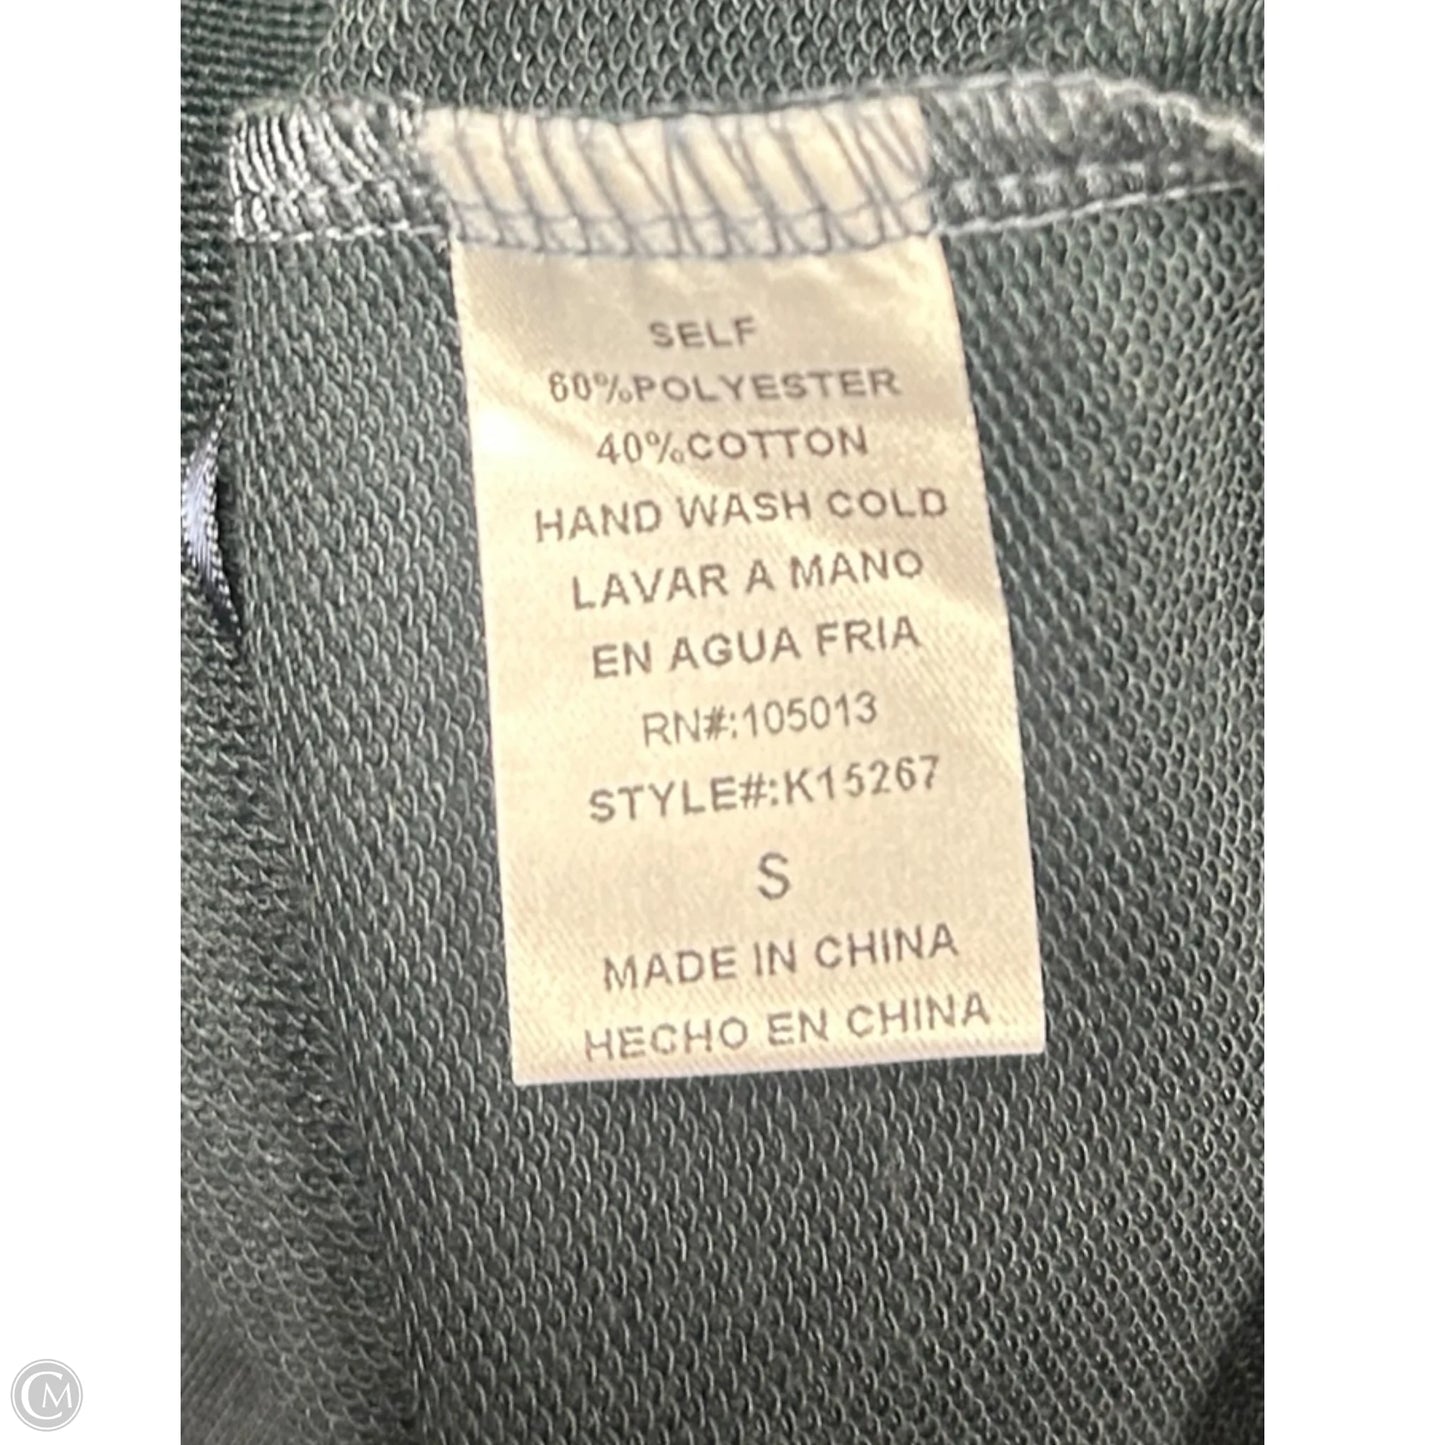 SELF
60%POLYESTER
40%COTTON
HAND WASH COLD
LAVAR A MANO
EN AGUA FRIA
RN#:105013
STYLE#:K15267
S
MADE IN CHINA
HECHO EN CHINA
CM